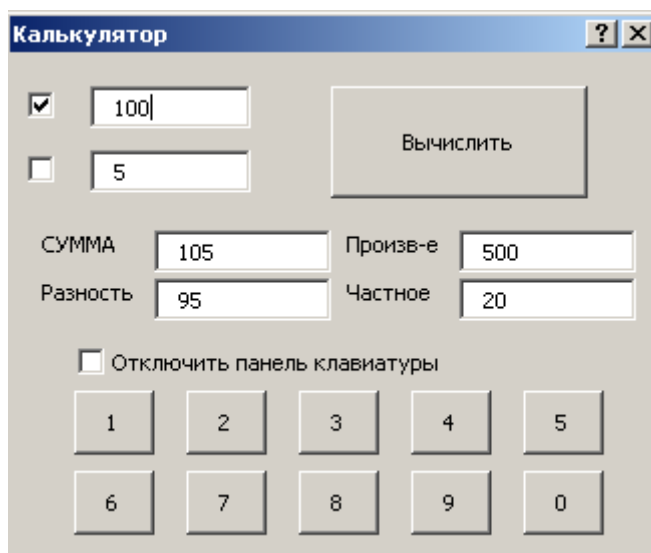 Калькулятор
100
Вычислить
5
СУММА 105 Произв-е 500
Разность 95 Частное 20
Отключить панель клавиатуры
1 2 3 4 5
6 7 8 9 0